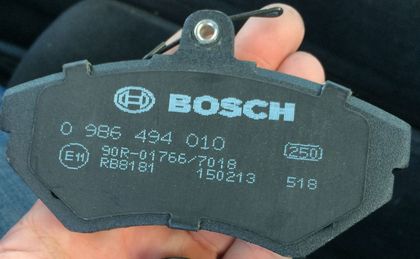 BOSCH
0 986 494 010 250
E11 90R-01766/7018
RB8181 150213 518